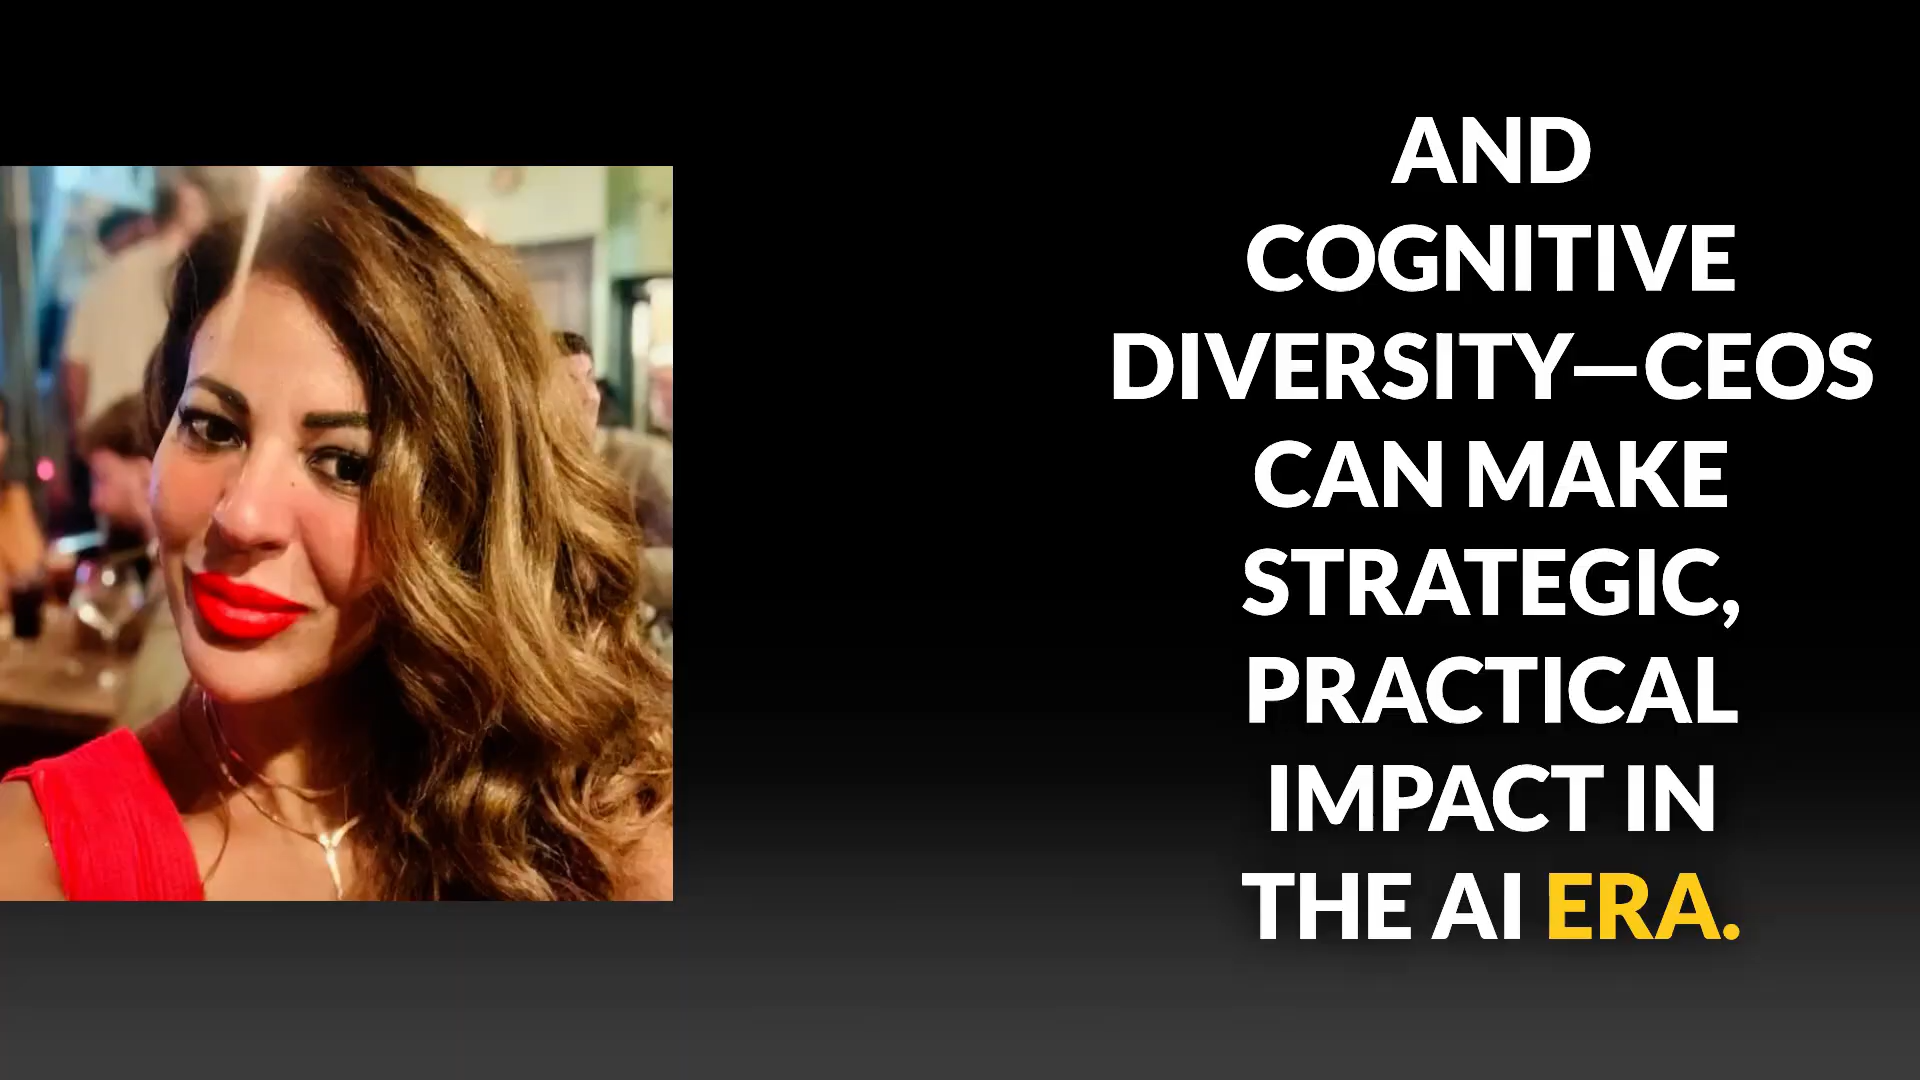 AND
COGNITIVE
DIVERSITY—CEOS
CAN MAKE
STRATEGIC,
PRACTICAL
IMPACT IN
THE AI ERA.